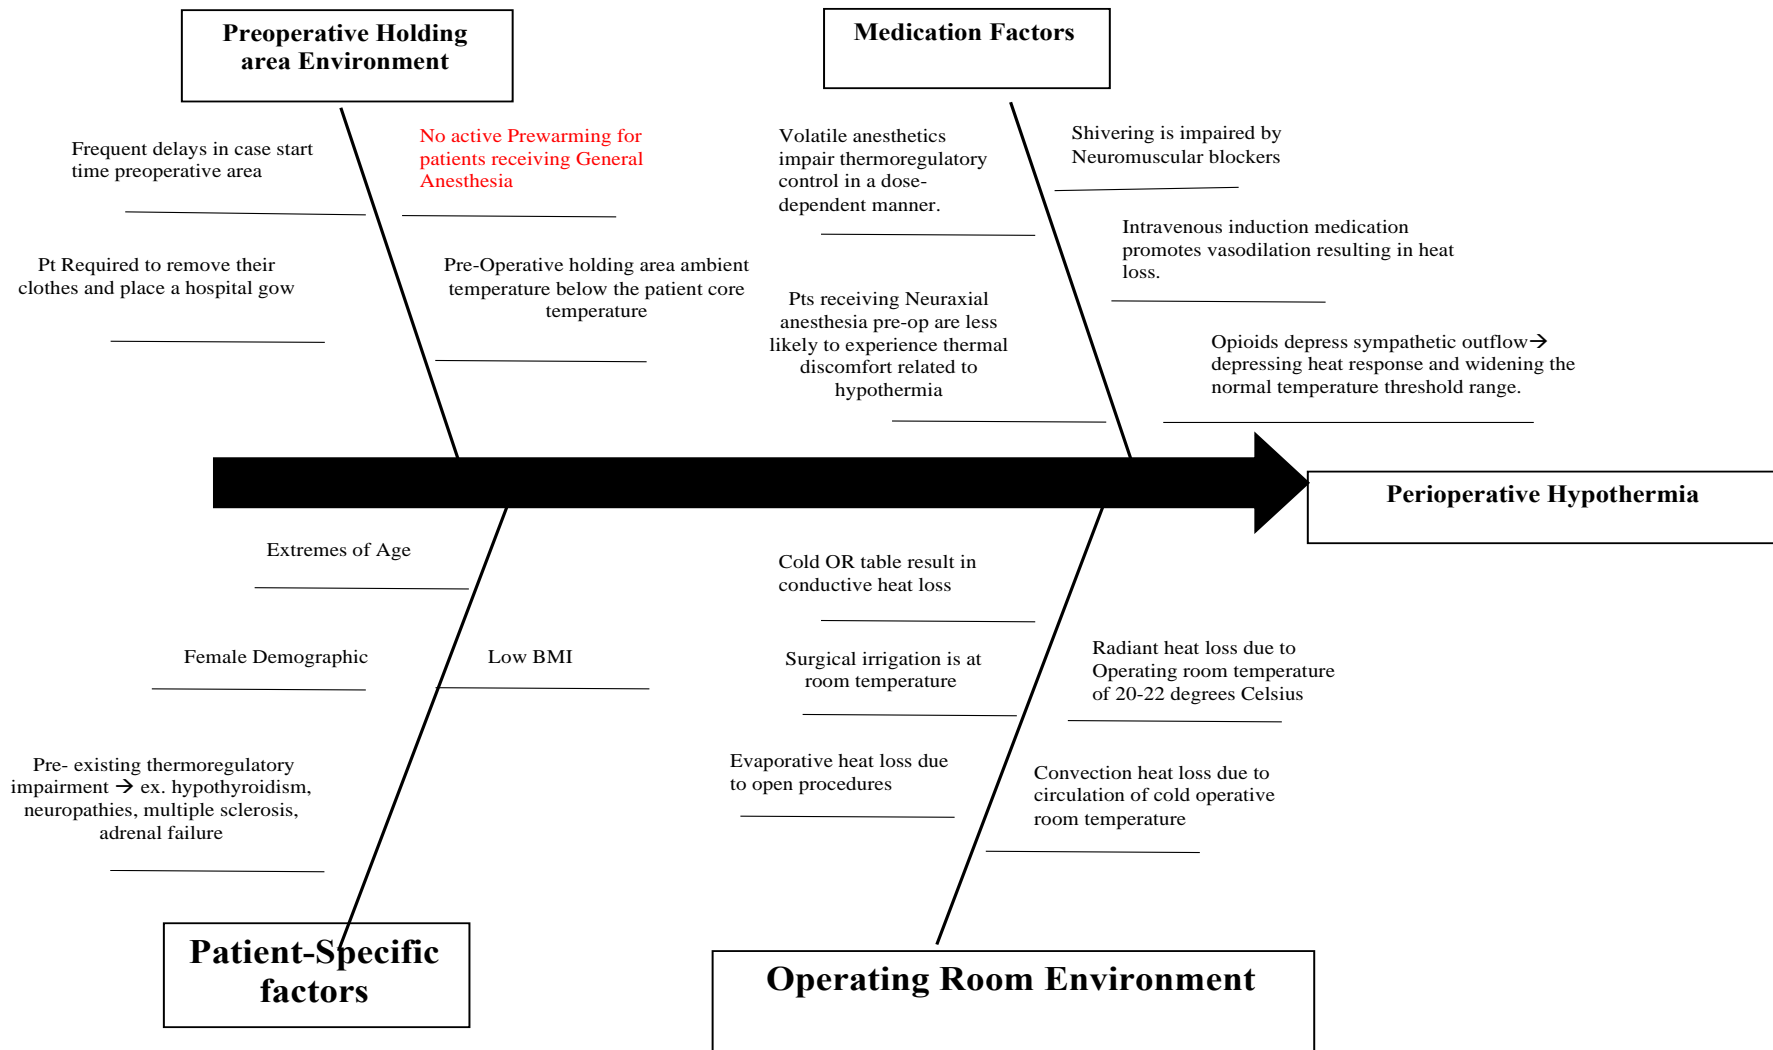 Preoperative Holding
area Environment
Medication Factors
Frequent delays in case start
time preoperative area
No active Prewarming for
patients receiving General
Anesthesia
Pt Required to remove their
clothes and place a hospital gow
Pre-Operative holding area ambient
temperature below the patient core
temperature
Volatile anesthetics
impair thermoregulatory
control in a dose-
dependent manner.
Shivering is impaired by
Neuromuscular blockers
Intravenous induction medication
promotes vasodilation resulting in heat
loss.
Pts receiving Neuraxial
anesthesia pre-op are less
likely to experience thermal
discomfort related to
hypothermia
Opioids depress sympathetic outflow→
depressing heat response and widening the
normal temperature threshold range.
Perioperative Hypothermia
Extremes of Age
Female Demographic
Low BMI
Pre- existing thermoregulatory
impairment → ex. hypothyroidism,
neuropathies, multiple sclerosis,
adrenal failure
Cold OR table result in
conductive heat loss
Surgical irrigation is at
room temperature
Radiant heat loss due to
Operating room temperature
of 20-22 degrees Celsius
Evaporative heat loss due
to open procedures
Convection heat loss due to
circulation of cold operative
room temperature
Patient-Specific
factors
Operating Room Environment